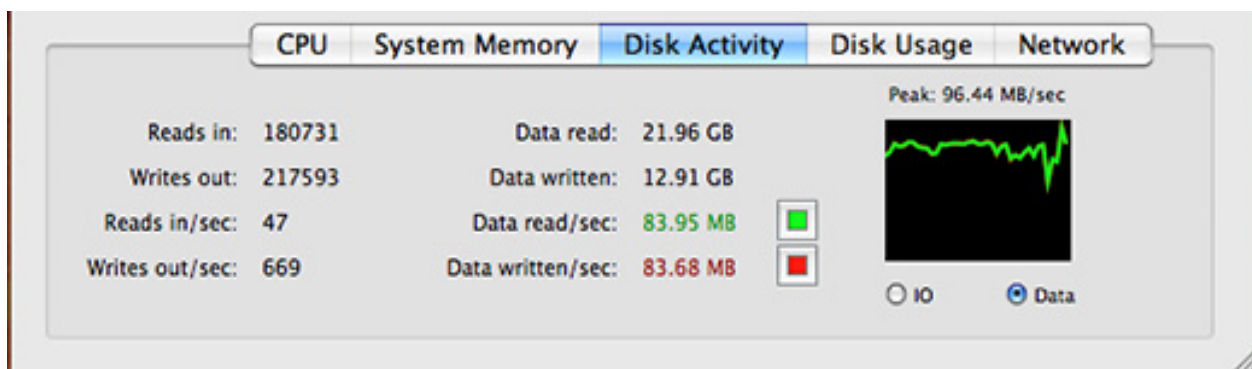 CPU System Memory Disk Activity Disk Usage Network
Peak: 96.44 MB/sec
Reads in: 180731 Data read: 21.96 GB
Writes out: 217593 Data written: 12.91 GB
Reads in/sec: 47 Data read/sec: 83.95 MB
Writes out/sec: 669 Data written/sec: 83.68 MB
IO Data